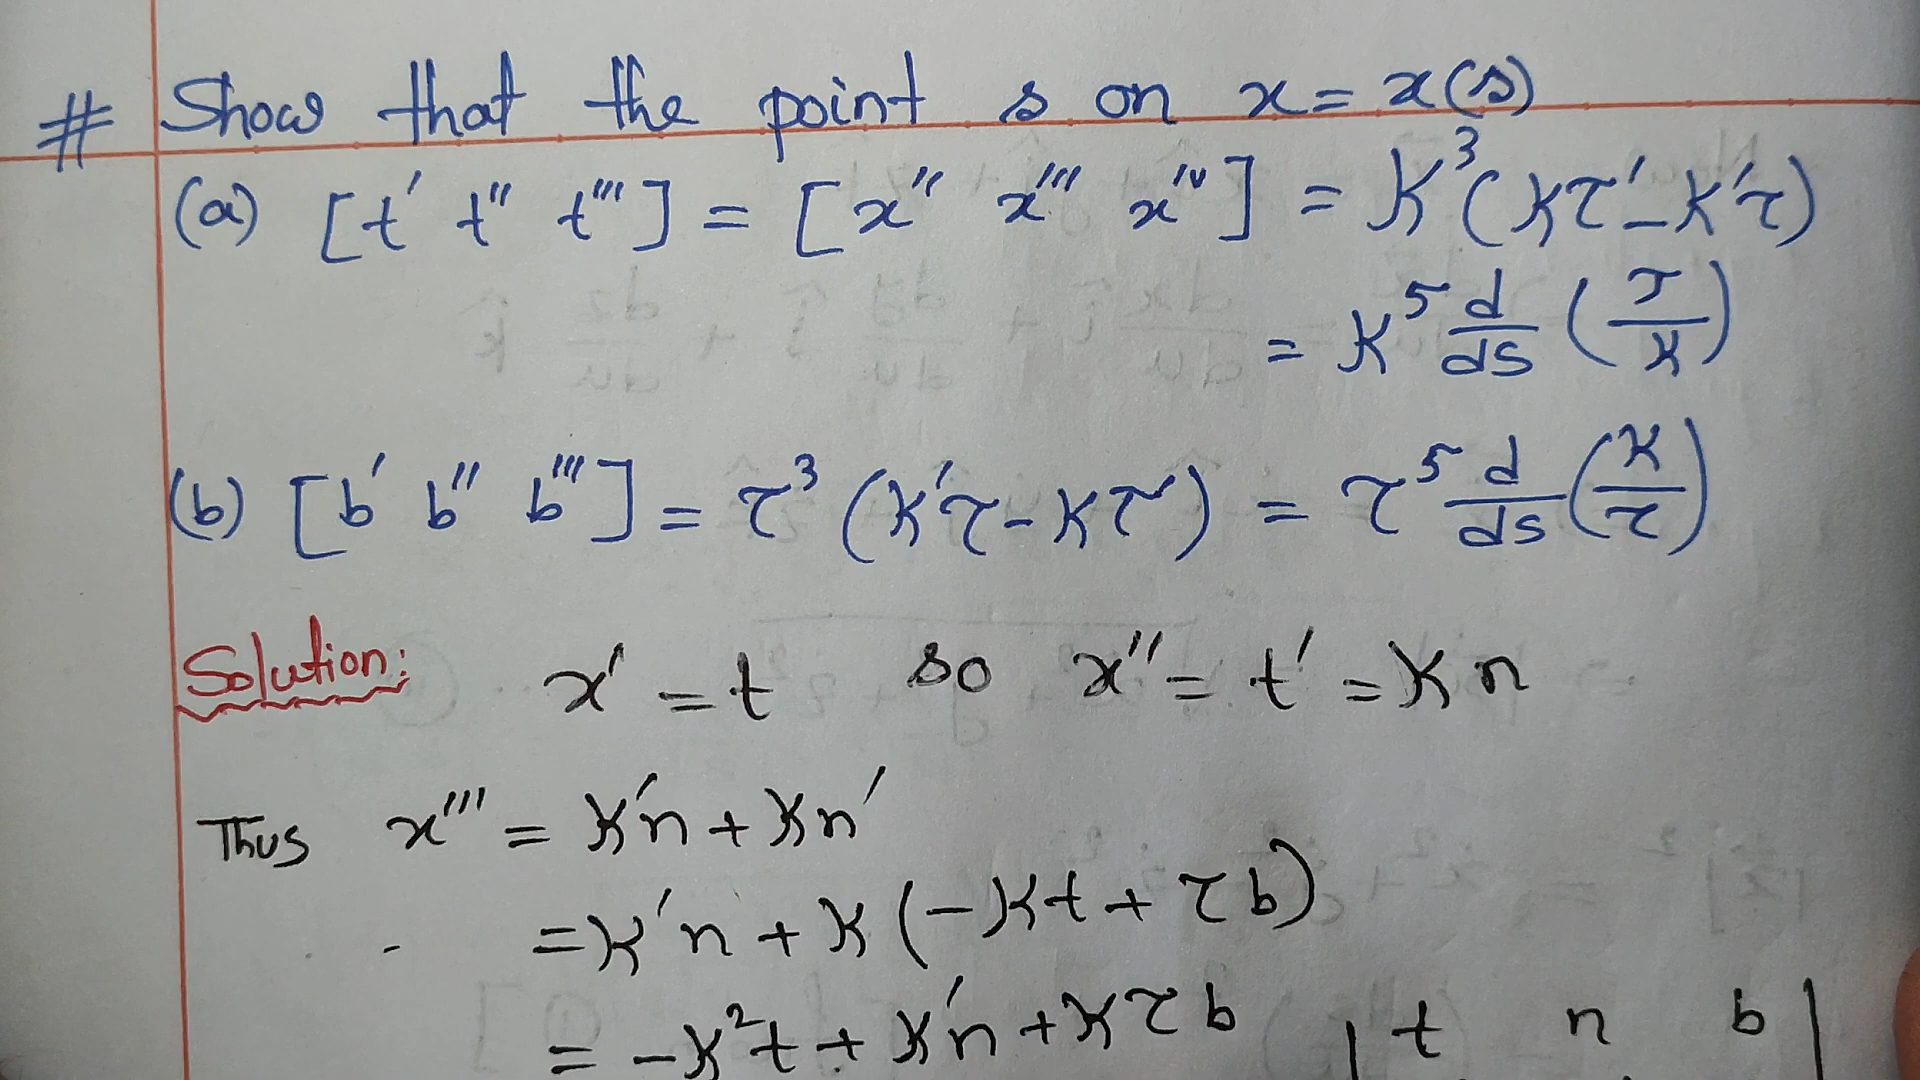 # Show that the point s on x = x(s)
(a) [t' t'' t'''] = [x'' x''' x'v] = K³(Kτ' - K'τ)
= K⁵ d/ds (τ/K)
(b) [b' b'' b'''] = τ³ (K'τ - Kτ') = τ⁵ d/ds (K/τ)
Solution: x' = t so x'' = t' = K n
Thus x''' = K'n + Kn'
= K'n + K (-Kt + τb)
= -K²t + K'n + Kτb | t n b |